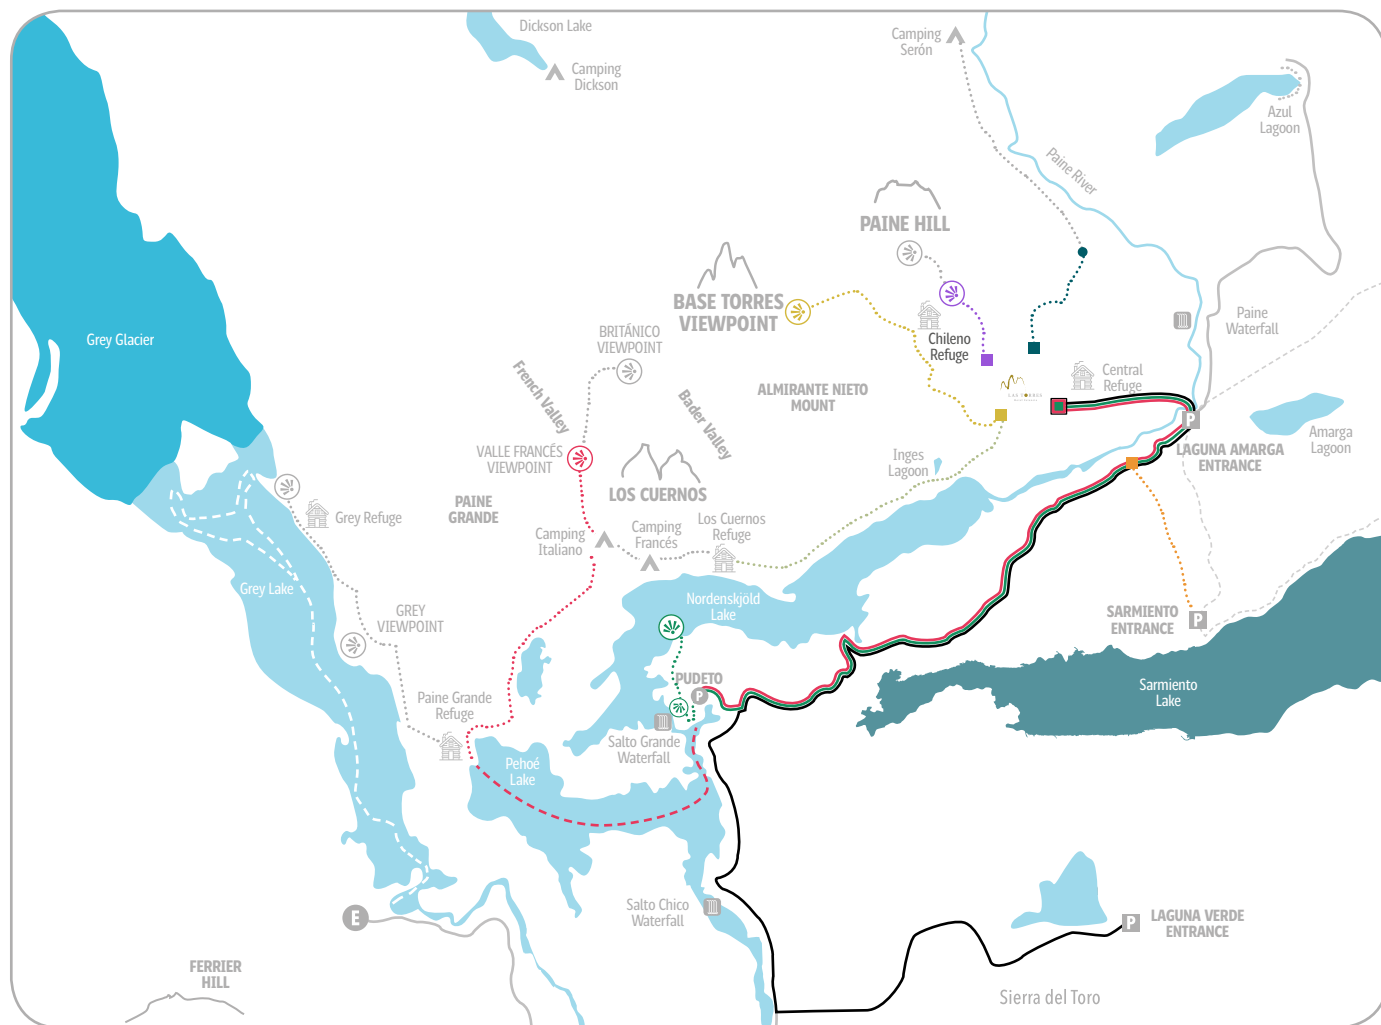 Dickson Lake
Camping
Dickson
Camping
Serón
Azul
Lagoon
Paine River
PAINE HILL
BASE TORRES
VIEWPOINT
Grey Glacier
BRITÁNICO
VIEWPOINT
Chileno
Refuge
Paine
Waterfall
Central
Refuge
LAS TORRES
French Valley
Bader Valley
ALMIRANTE NIETO
MOUNT
P
Amarga
Lagoon
LAGUNA AMARGA
ENTRANCE
VALLE FRANCÉS
VIEWPOINT
LOS CUERNOS
Inges
Lagoon
PAINE
GRANDE
Grey Refuge
Camping
Italiano
Camping
Francés
Los Cuernos
Refuge
Grey Lake
Nordenskjöld
Lake
GREY
VIEWPOINT
SARMIENTO
ENTRANCE
P
PUDETO
P
Paine Grande
Refuge
Sarmiento
Lake
Salto Grande
Waterfall
Pehoé
Lake
Salto Chico
Waterfall
E
P
LAGUNA VERDE
ENTRANCE
FERRIER
HILL
Sierra del Toro